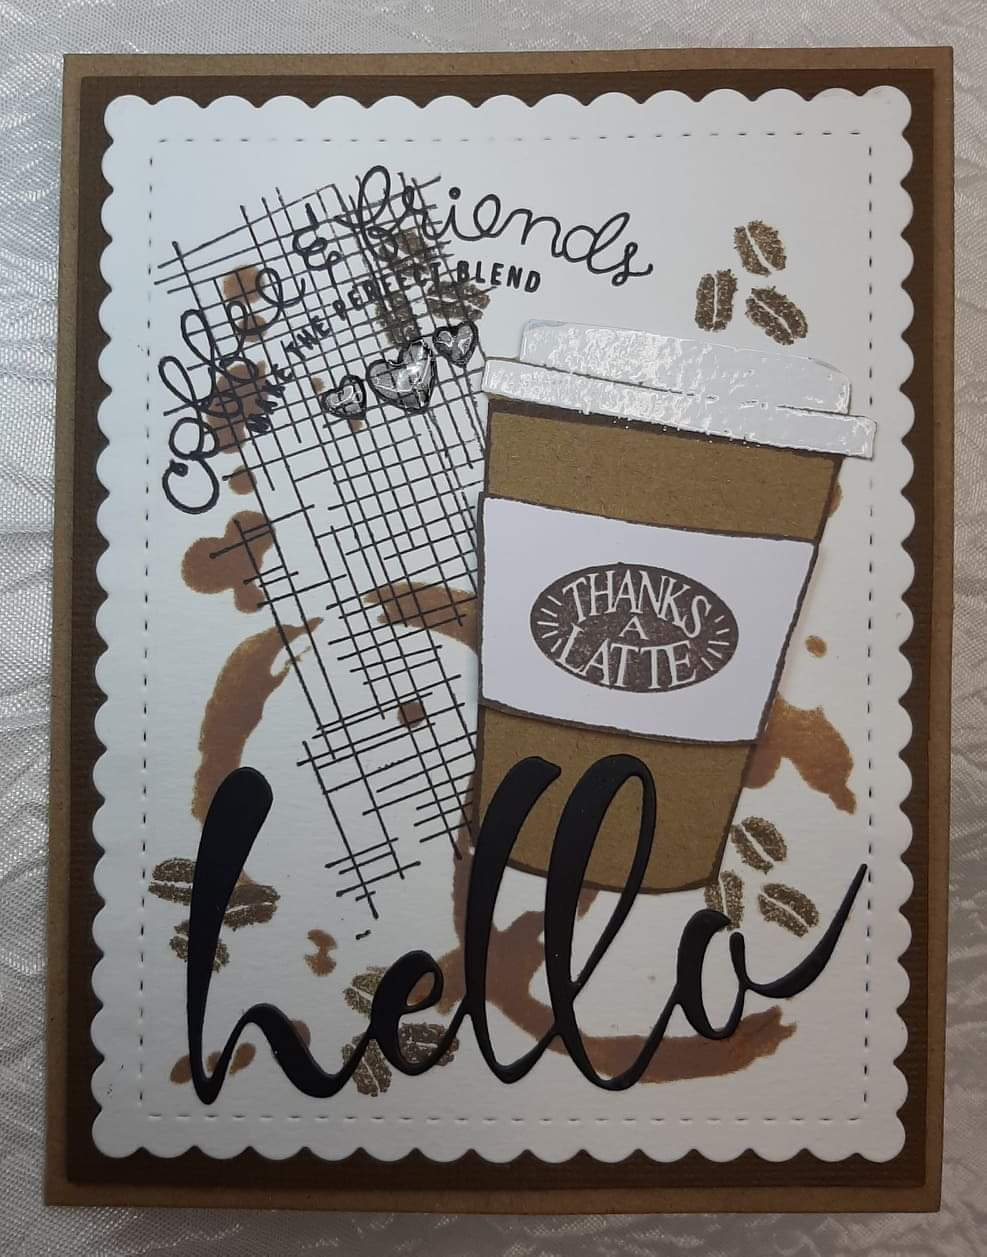 coffee & friends
MAKE THE PERFECT BLEND
THANKS
A
LATTE
hello